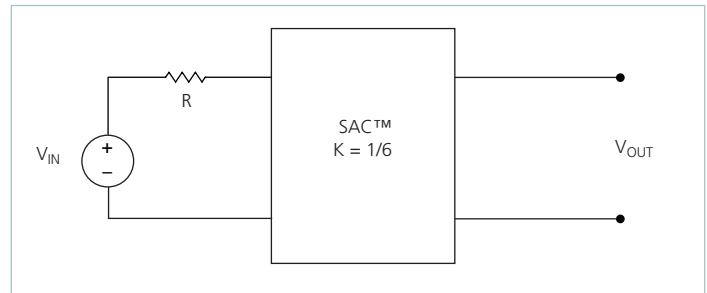 R
SAC™
K = 1/6
V_IN
+
–
V_OUT